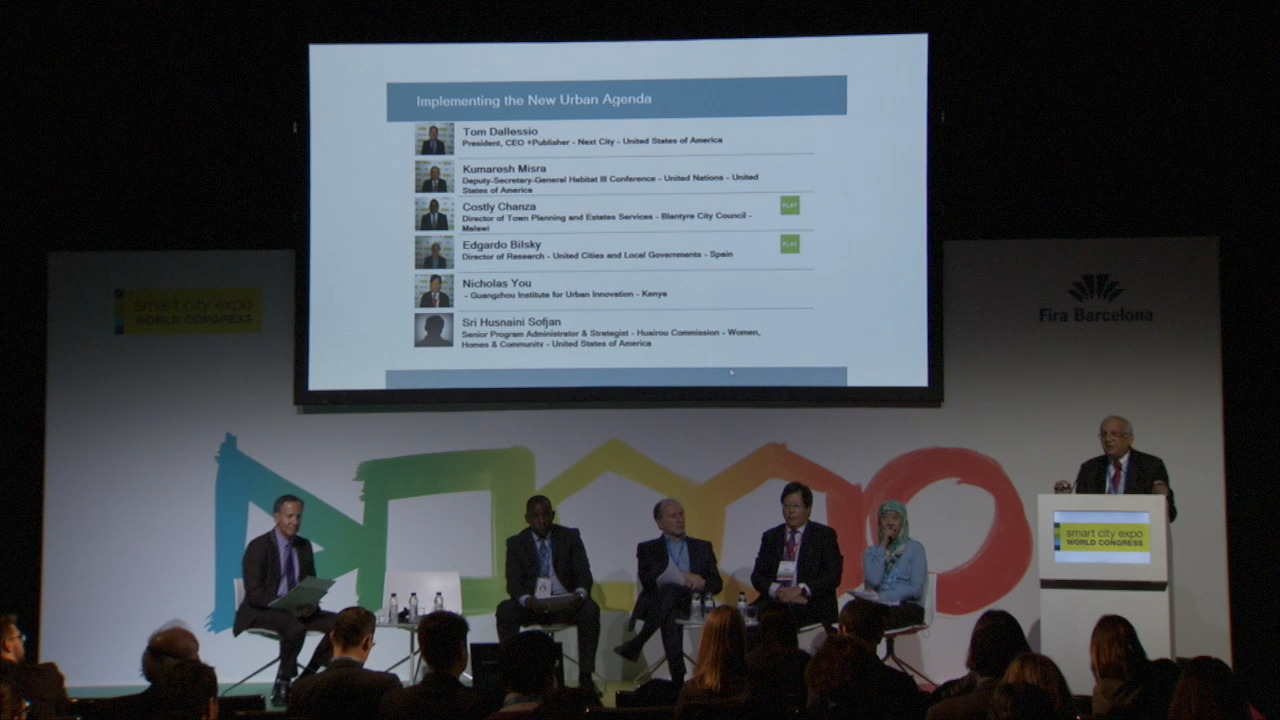 Implementing the New Urban Agenda
Tom Dallessio
President, CEO +Publisher - Next City - United States of America
Kumaresh Misra
Deputy-Secretary-General Habitat III Conference - United Nations - United
States of America
Costly Chanza
PLAY
Director of Town Planning and Estates Services - Blantyre City Council -
Malawi
Edgardo Bilsky
PLAY
Director of Research - United Cities and Local Governments - Spain
Nicholas You
- Guangzhou Institute for Urban Innovation - Kenya
Sri Husnaini Sofjan
Senior Program Administrator & Strategist - Huairou Commission - Women,
Homes & Community - United States of America
smart city expo
WORLD CONGRESS
Fira Barcelona
smart city expo
WORLD CONGRESS